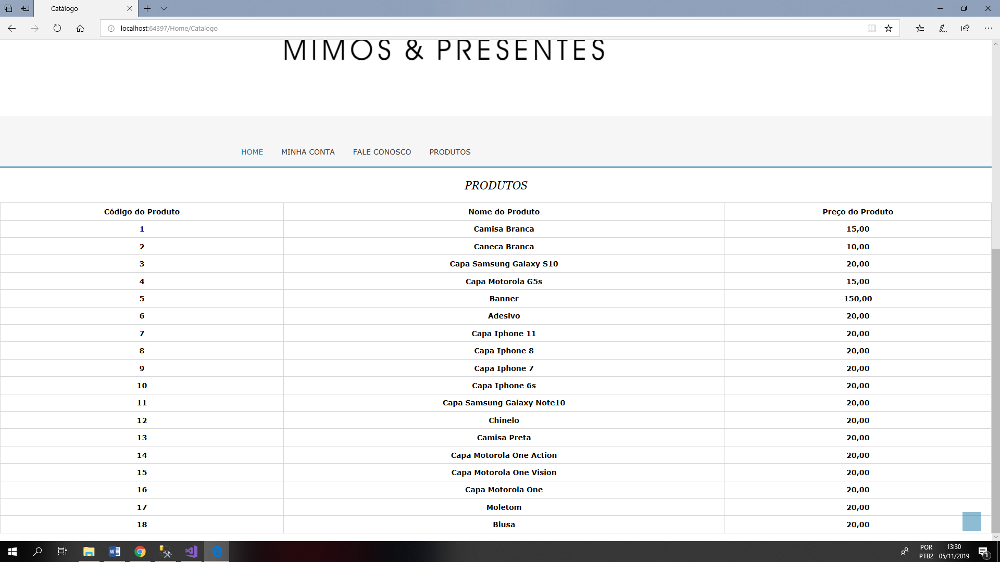 Catálogo
localhost:64397/Home/Catalogo
MIMOS & PRESENTES
HOME MINHA CONTA FALE CONOSCO PRODUTOS
PRODUTOS
Código do Produto Nome do Produto Preço do Produto
1 Camisa Branca 15,00
2 Caneca Branca 10,00
3 Capa Samsung Galaxy S10 20,00
4 Capa Motorola G5s 15,00
5 Banner 150,00
6 Adesivo 20,00
7 Capa Iphone 11 20,00
8 Capa Iphone 8 20,00
9 Capa Iphone 7 20,00
10 Capa Iphone 6s 20,00
11 Capa Samsung Galaxy Note10 20,00
12 Chinelo 20,00
13 Camisa Preta 20,00
14 Capa Motorola One Action 20,00
15 Capa Motorola One Vision 20,00
16 Capa Motorola One 20,00
17 Moletom 20,00
18 Blusa 20,00
POR 13:30
PTB2 05/11/2019 1